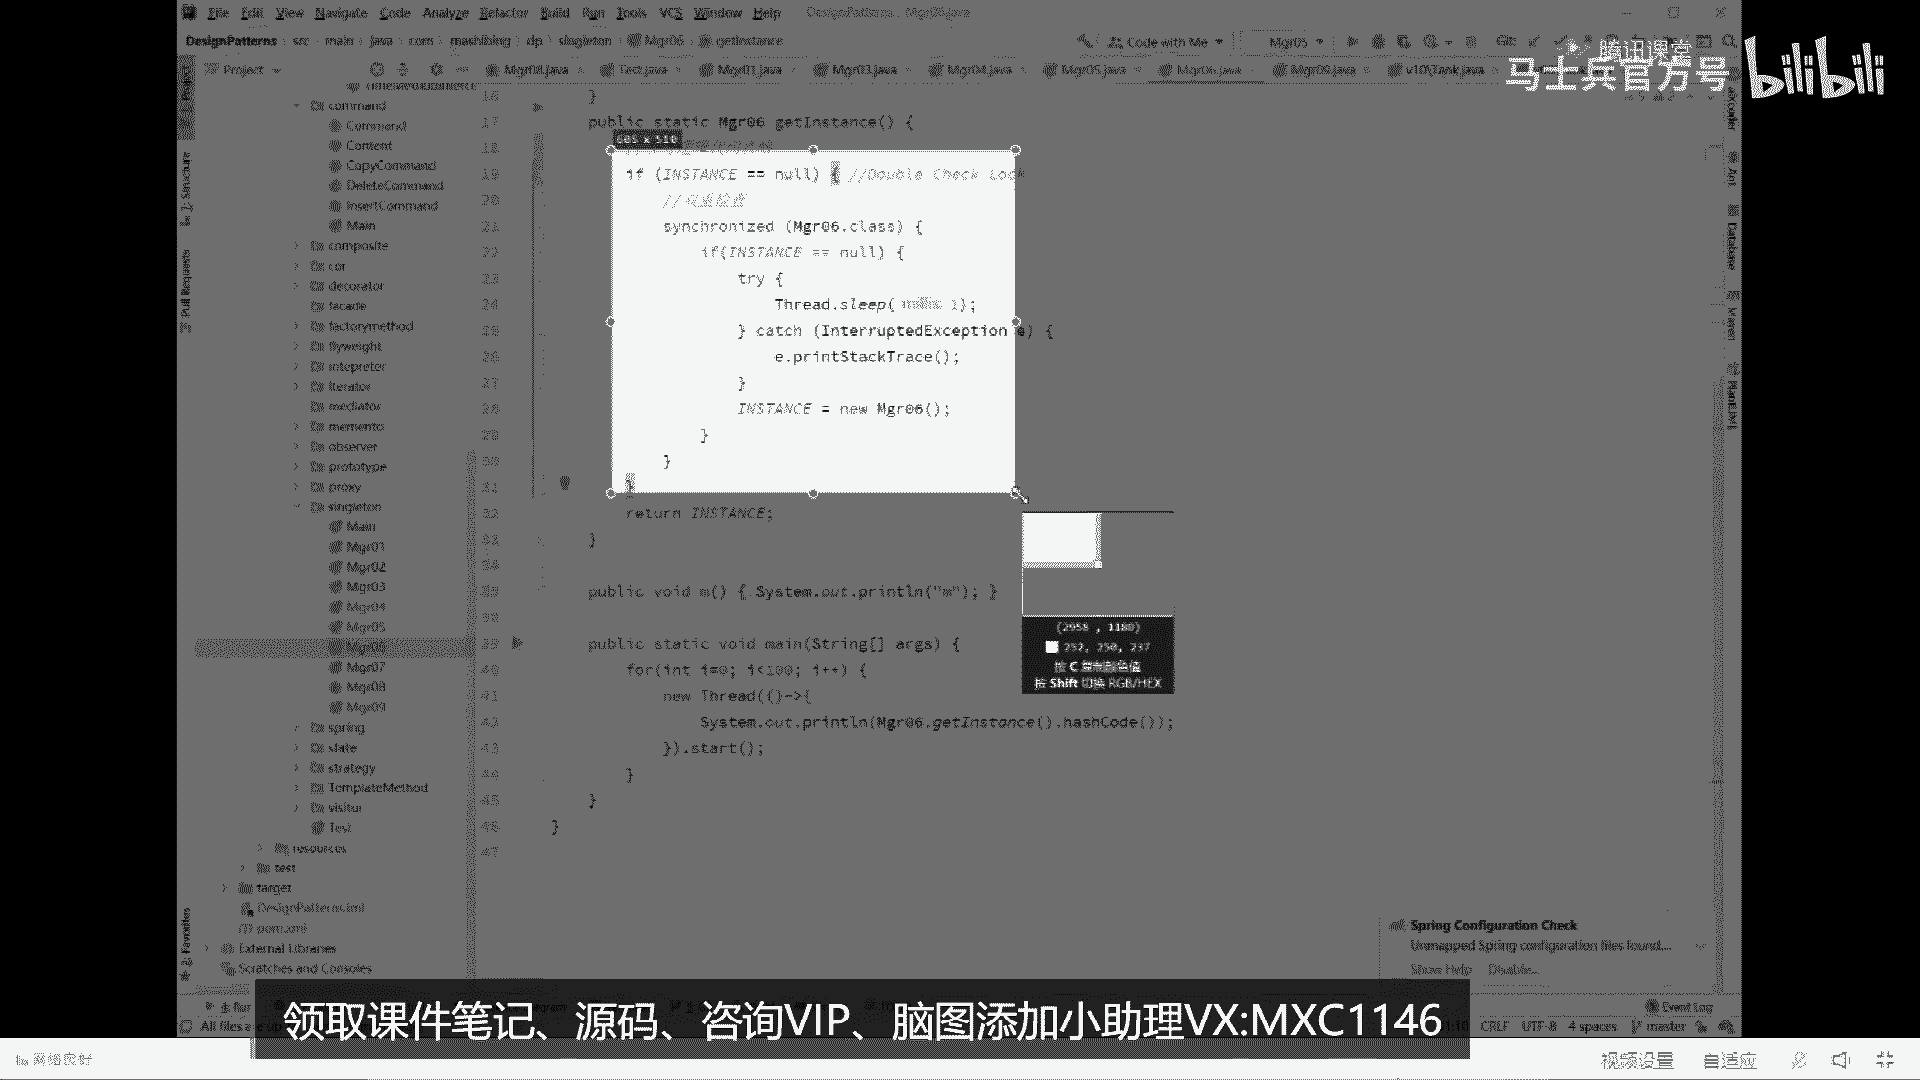 File Edit View Navigate Code Analyze Refactor Build Run Tools VCS Window Help DesignPatterns - Mgr06.java
DesignPatterns src main java com mashibing dp singleton Mgr06 getInstance
Code with Me Mgr05 Git:
腾讯课堂
马士兵官方号 bilibili
Project
Mgr08.java Test.java Mgr01.java Mgr03.java Mgr04.java Mgr05.java Mgr06.java
command
Command
Content
CopyCommand
DeleteCommand
InsertCommand
Main
composite
cor
decorator
facade
factorymethod
flyweight
intepreter
iterator
mediator
memento
observer
prototype
proxy
singleton
Main
Mgr01
Mgr02
Mgr03
Mgr04
Mgr05
Mgr06
Mgr07
Mgr08
Mgr09
spring
state
strategy
TemplateMethod
visitor
Test
resources
test
target
DesignPatterns.iml
pom.xml
External Libraries
Scratches and Consoles
16 }
17 public static Mgr06 getInstance() {
18
19 if (INSTANCE == null) { //Double Check Lock
20 //双重检查
21 synchronized (Mgr06.class) {
22 if(INSTANCE == null) {
23 try {
24 Thread.sleep( millis: 1);
25 } catch (InterruptedException e) {
26 e.printStackTrace();
27 }
28 INSTANCE = new Mgr06();
29 }
30 }
31 }
32 return INSTANCE;
33 }
34
35 public void m() { System.out.println("m"); }
38
39 public static void main(String[] args) {
40 for(int i=0; i<100; i++) {
41 new Thread(()->{
42 System.out.println(Mgr06.getInstance().hashCode());
43 }).start();
44 }
45 }
46 }
47
(2958 , 1180)
252, 250, 237
按 C 复制颜色值
按 Shift 切换 RGB/HEX
Structure
Pull Requests
Favorites
Ant
Database
Maven
PlantUML
Spring Configuration Check
Unmapped Spring configuration files found...
Show Help Disable...
Event Log
CRLF UTF-8 4 spaces master
领取课件笔记、源码、咨询VIP、脑图添加小助理VX:MXC1146
网络良好
视频设置 自适应